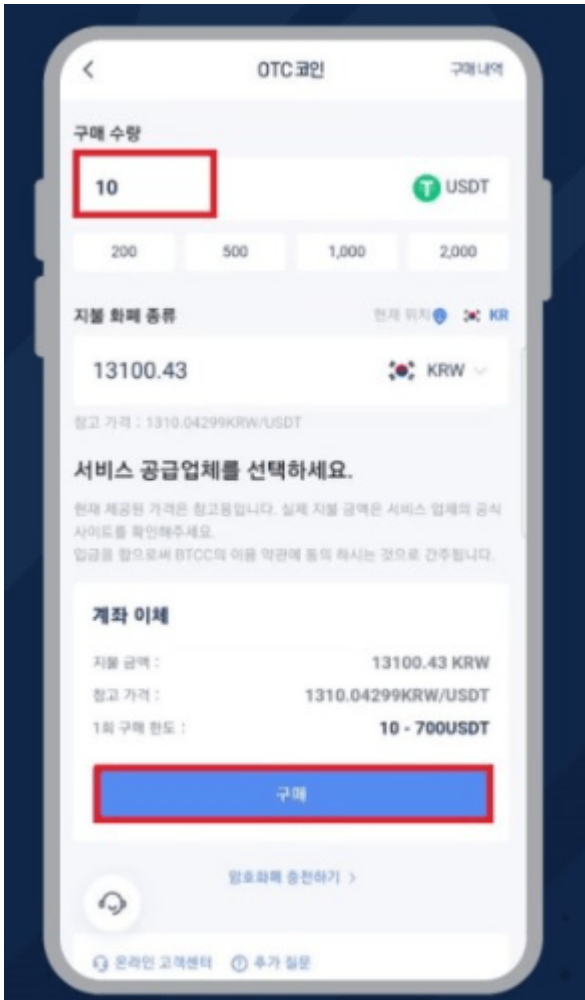 OTC코인 구매내역
구매 수량
10 USDT
200 500 1,000 2,000
지불 화폐 종류 현재 위치 KR
13100.43 KRW
참고 가격 : 1310.04299KRW/USDT
서비스 공급업체를 선택하세요.
현재 제공된 가격은 참고용입니다. 실제 지불 금액은 서비스 업체의 공식
사이트를 확인해주세요.
입금을 함으로써 BTCC의 이용 약관에 동의 하시는 것으로 간주됩니다.
계좌 이체
지불 금액 : 13100.43 KRW
참고 가격 : 1310.04299KRW/USDT
1회 구매 한도 : 10 - 700USDT
구매
암호화폐 충전하기 >
온라인 고객센터 추가 질문